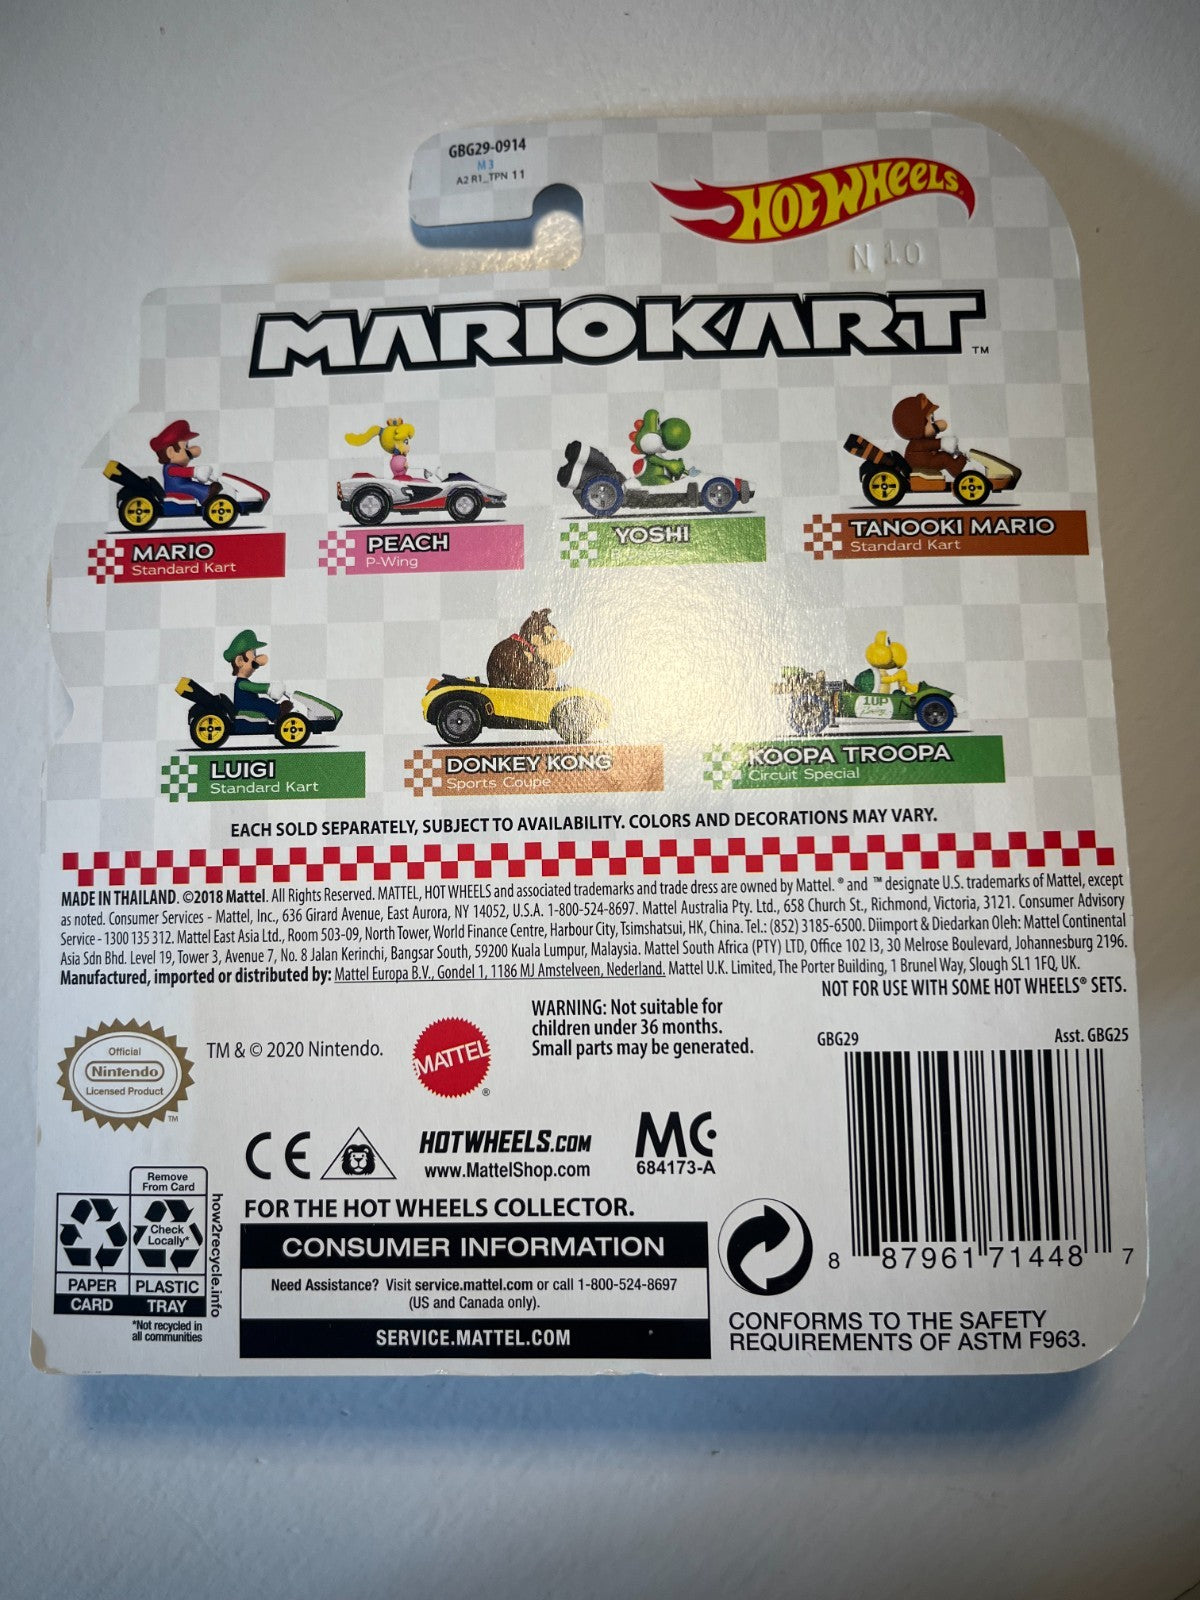 GBG29-0914
M3
A2 R1_TPN 11
HOT WHEELS
N 10
MARIOKART™
MARIO
Standard Kart
PEACH
P-Wing
YOSHI
TANOOKI MARIO
Standard Kart
1UP
Racing
LUIGI
Standard Kart
DONKEY KONG
Sports Coupe
KOOPA TROOPA
Circuit Special
EACH SOLD SEPARATELY, SUBJECT TO AVAILABILITY. COLORS AND DECORATIONS MAY VARY.
MADE IN THAILAND. ©2018 Mattel. All Rights Reserved. MATTEL, HOT WHEELS and associated trademarks and trade dress are owned by Mattel. ® and ™ designate U.S. trademarks of Mattel, except
as noted. Consumer Services - Mattel, Inc., 636 Girard Avenue, East Aurora, NY 14052, U.S.A. 1-800-524-8697. Mattel Australia Pty. Ltd., 658 Church St., Richmond, Victoria, 3121. Consumer Advisory
Service - 1300 135 312. Mattel East Asia Ltd., Room 503-09, North Tower, World Finance Centre, Harbour City, Tsimshatsui, HK, China. Tel.: (852) 3185-6500. Diimport & Diedarkan Oleh: Mattel Continental
Asia Sdn Bhd. Level 19, Tower 3, Avenue 7, No. 8 Jalan Kerinchi, Bangsar South, 59200 Kuala Lumpur, Malaysia. Mattel South Africa (PTY) LTD, Office 102 I3, 30 Melrose Boulevard, Johannesburg 2196.
Manufactured, imported or distributed by: Mattel Europa B.V., Gondel 1, 1186 MJ Amstelveen, Nederland. Mattel U.K. Limited, The Porter Building, 1 Brunel Way, Slough SL1 1FQ, UK.
NOT FOR USE WITH SOME HOT WHEELS® SETS.
Official
Nintendo
Licensed Product
TM
TM & © 2020 Nintendo.
MATTEL®
WARNING: Not suitable for
children under 36 months.
Small parts may be generated.
GBG29
Asst. GBG25
CE
HOTWHEELS.COM
www.MattelShop.com
MC
684173-A
FOR THE HOT WHEELS COLLECTOR.
CONSUMER INFORMATION
Need Assistance? Visit service.mattel.com or call 1-800-524-8697
(US and Canada only).
SERVICE.MATTEL.COM
Remove
From Card
Check
Locally*
PAPER
CARD
PLASTIC
TRAY
how2recycle.info
*Not recycled in
all communities
8 87961 71448 7
CONFORMS TO THE SAFETY
REQUIREMENTS OF ASTM F963.